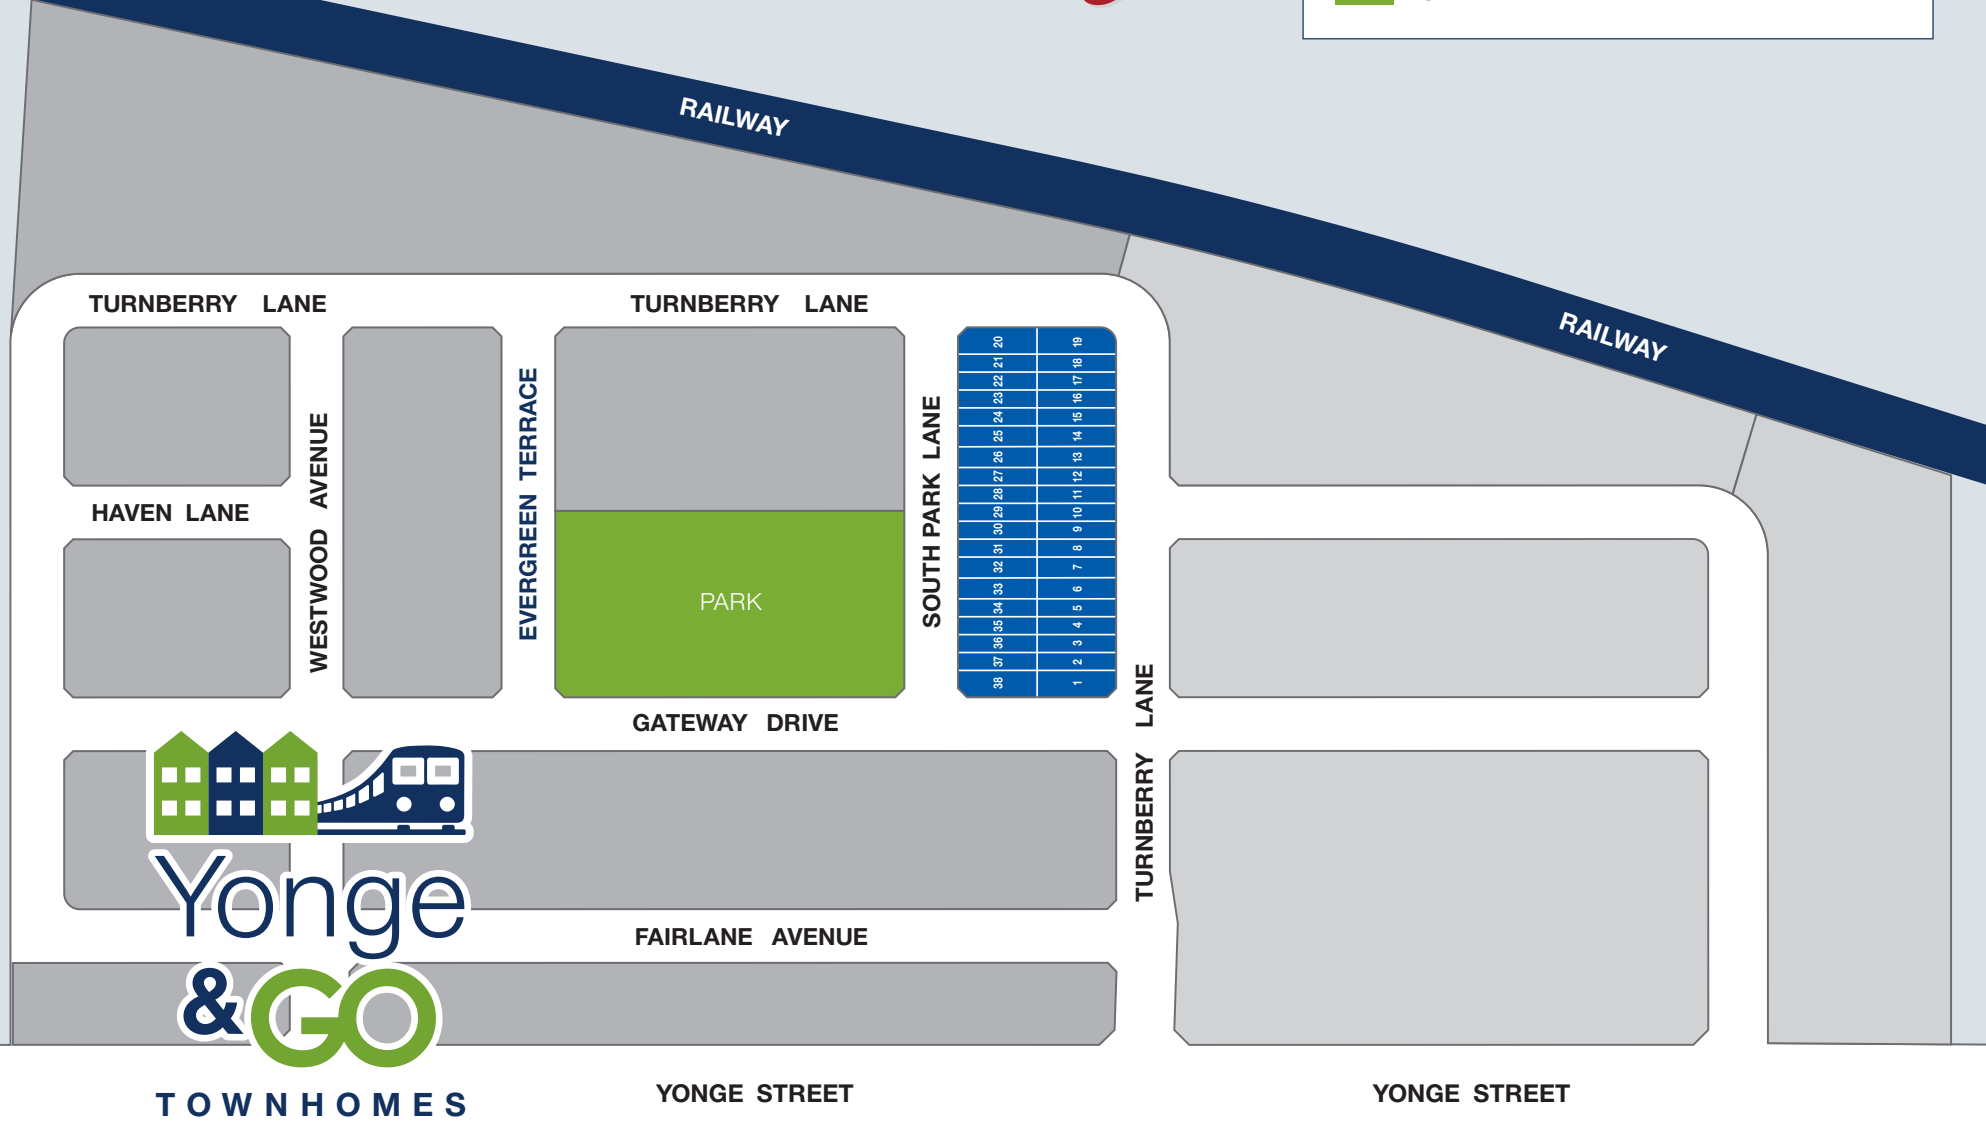 RAILWAY
RAILWAY
TURNBERRY LANE
TURNBERRY LANE
HAVEN LANE
WESTWOOD AVENUE
EVERGREEN TERRACE
PARK
SOUTH PARK LANE
20 19
21 18
22 17
23 16
24 15
25 14
26 13
27 12
28 11
29 10
30 9
31 8
32 7
33 6
34 5
35 4
36 3
37 2
38 1
TURNBERRY LANE
GATEWAY DRIVE
FAIRLANE AVENUE
Yonge
&GO
TOWNHOMES
YONGE STREET
YONGE STREET